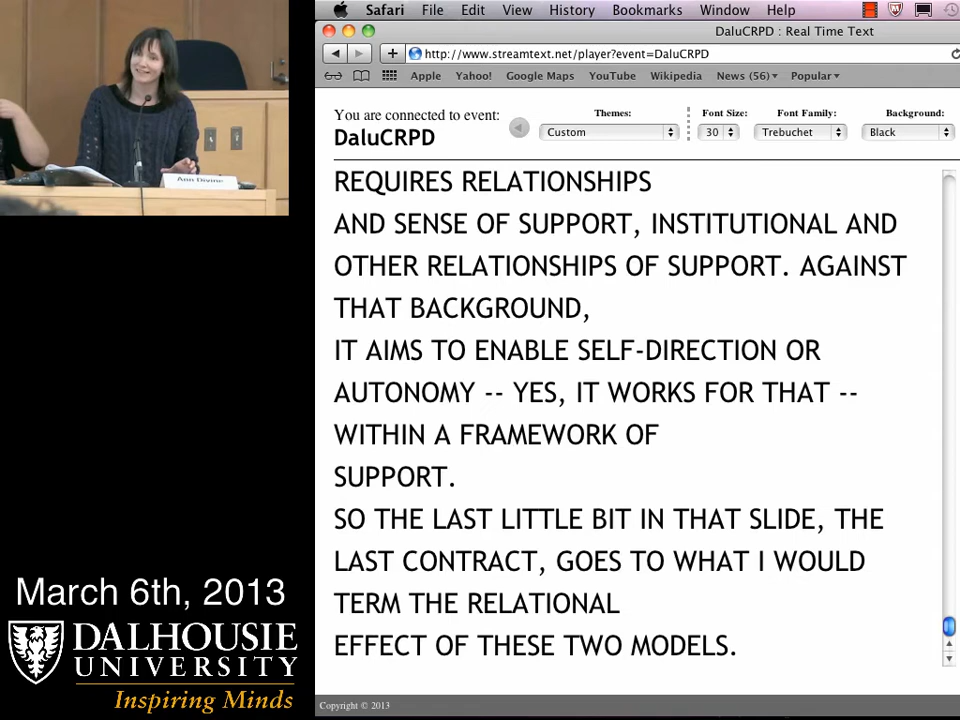 Safari File Edit View History Bookmarks Window Help
DaluCRPD : Real Time Text
http://www.streamtext.net/player?event=DaluCRPD
Apple Yahoo! Google Maps YouTube Wikipedia News (56) Popular
You are connected to event:
DaluCRPD
Themes:
Custom
Font Size:
30
Font Family:
Trebuchet
Background:
Black
REQUIRES RELATIONSHIPS
AND SENSE OF SUPPORT, INSTITUTIONAL AND
OTHER RELATIONSHIPS OF SUPPORT. AGAINST
THAT BACKGROUND,
IT AIMS TO ENABLE SELF-DIRECTION OR
AUTONOMY -- YES, IT WORKS FOR THAT --
WITHIN A FRAMEWORK OF
SUPPORT.
SO THE LAST LITTLE BIT IN THAT SLIDE, THE
LAST CONTRACT, GOES TO WHAT I WOULD
TERM THE RELATIONAL
EFFECT OF THESE TWO MODELS.
Copyright © 2013
Ann Divine
March 6th, 2013
DALHOUSIE
UNIVERSITY
Inspiring Minds